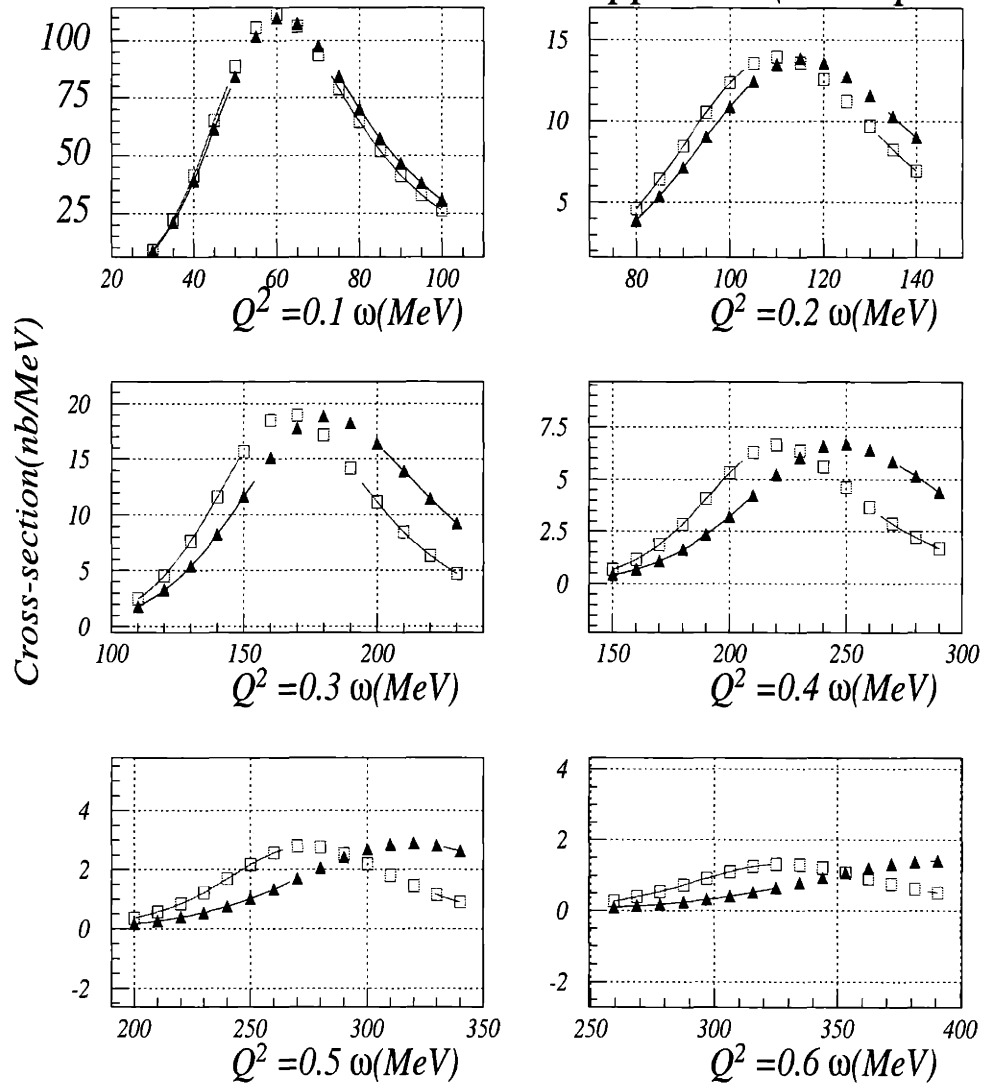 100
75
50
25
20 40 60 80 100
Q² =0.1 ω(MeV)
15
10
5
80 100 120 140
Q² =0.2 ω(MeV)
Cross-section(nb/MeV)
20
15
10
5
0
100 150 200
Q² =0.3 ω(MeV)
7.5
5
2.5
0
150 200 250 300
Q² =0.4 ω(MeV)
4
2
0
-2
200 250 300 350
Q² =0.5 ω(MeV)
4
2
0
-2
250 300 350 400
Q² =0.6 ω(MeV)